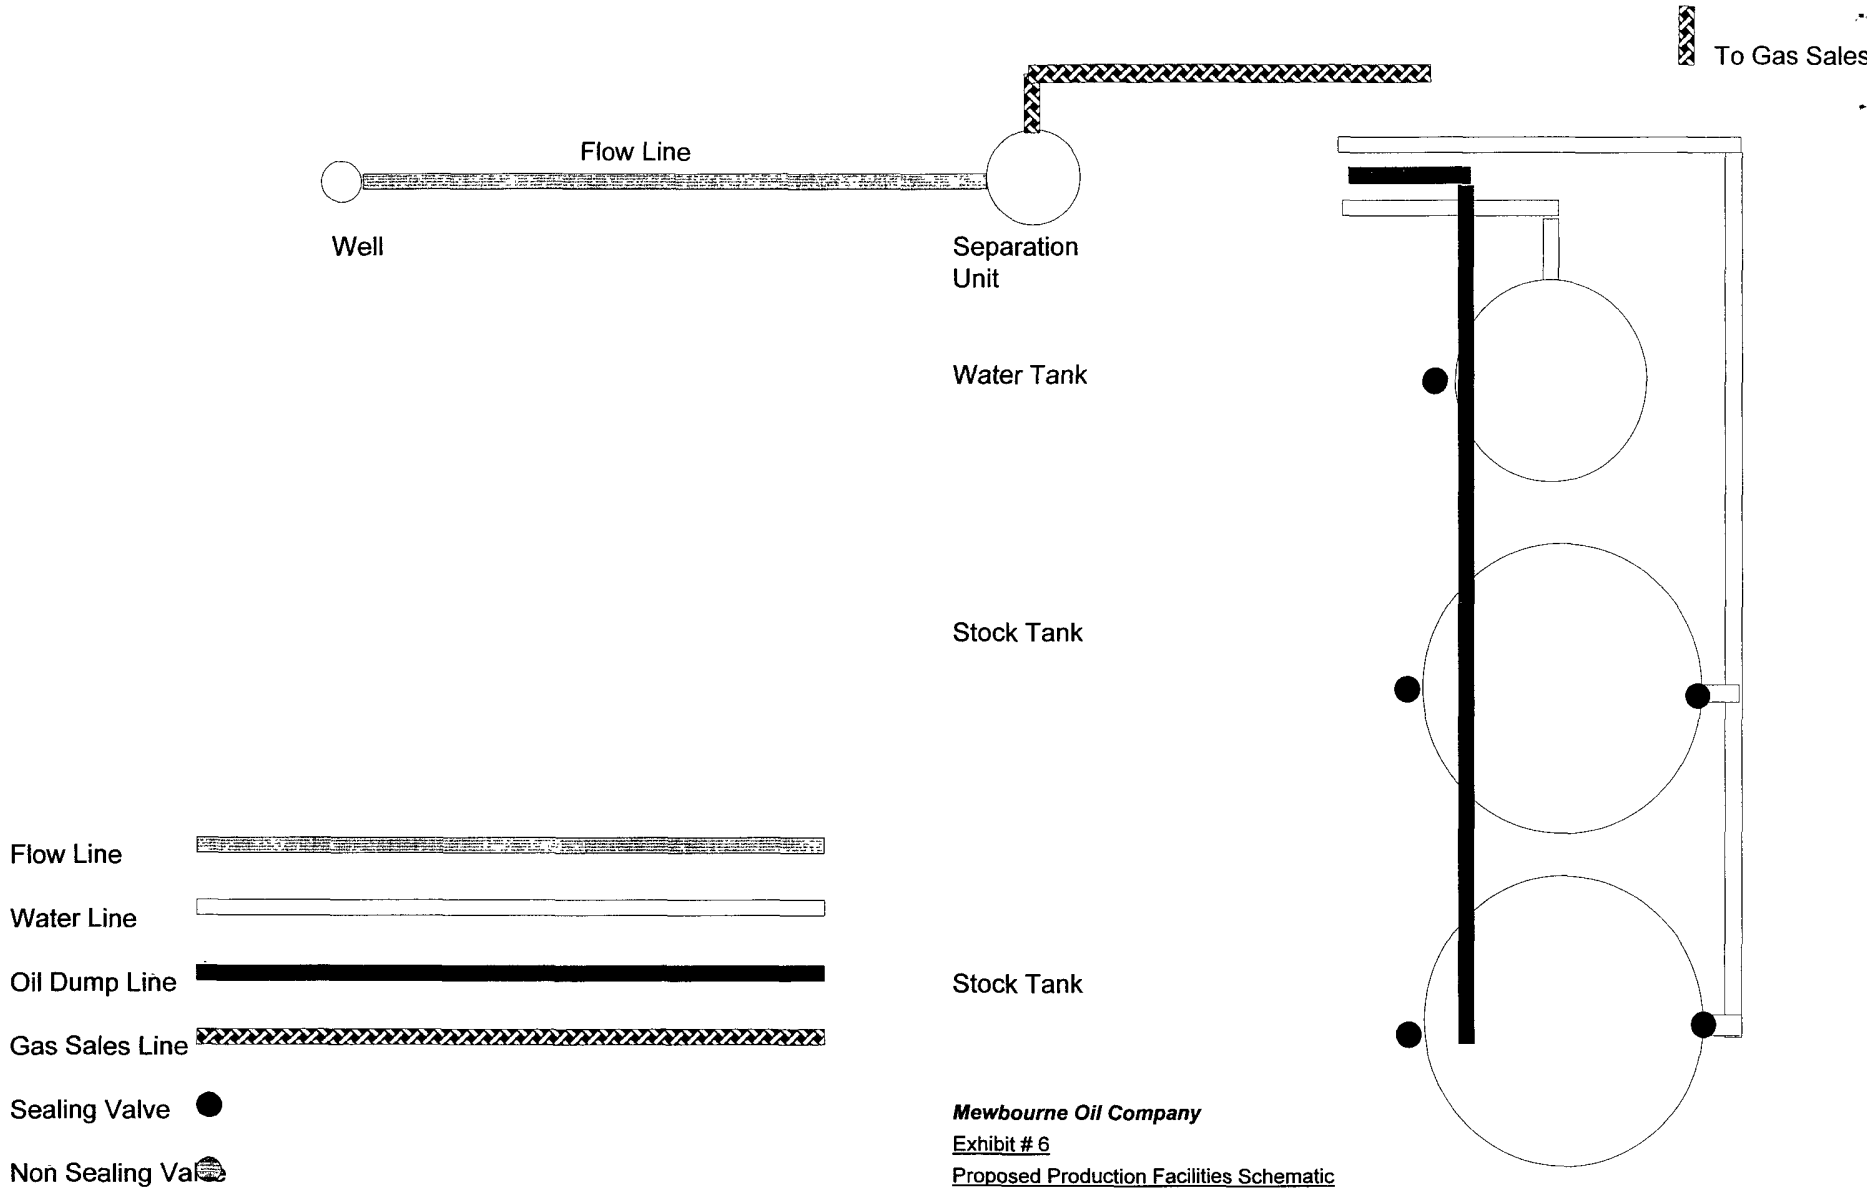 To Gas Sales
Flow Line
Well
Separation
Unit
Water Tank
Stock Tank
Flow Line
Water Line
Oil Dump Line
Stock Tank
Gas Sales Line
Sealing Valve
Mewbourne Oil Company
Exhibit # 6
Non Sealing Valve
Proposed Production Facilities Schematic